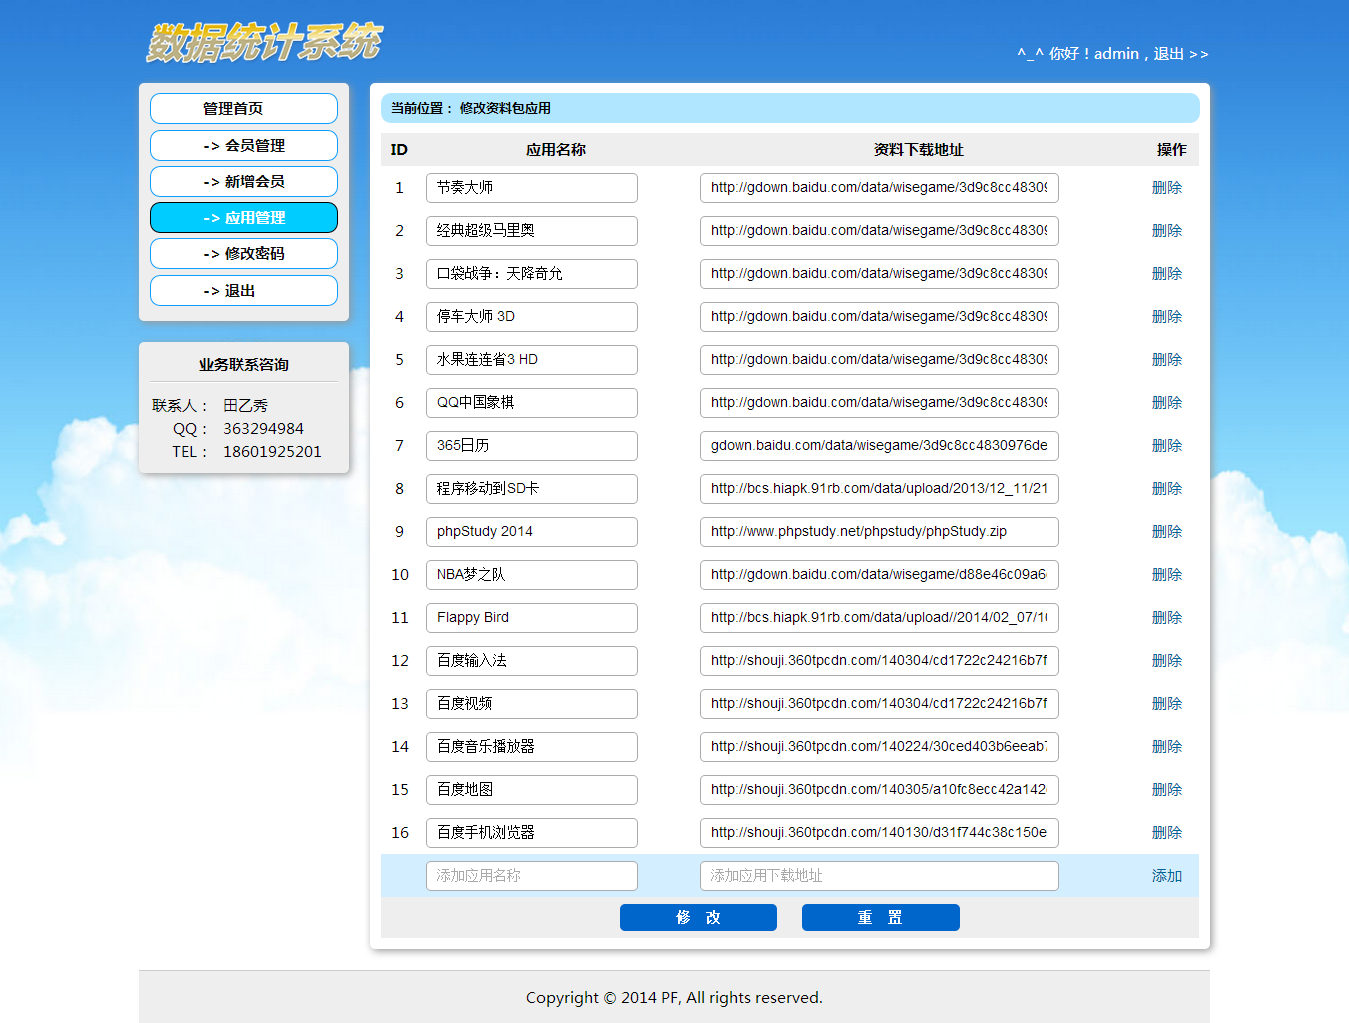 数据统计系统
^_^ 你好！admin，退出 >>
管理首页
-> 会员管理
-> 新增会员
-> 应用管理
-> 修改密码
-> 退出
业务联系咨询
联系人： 田乙秀
QQ： 363294984
TEL： 18601925201
当前位置： 修改资料包应用
ID 应用名称 资料下载地址 操作
1 节奏大师 http://gdown.baidu.com/data/wisegame/3d9c8cc48309 删除
2 经典超级马里奥 http://gdown.baidu.com/data/wisegame/3d9c8cc48309 删除
3 口袋战争：天降奇允 http://gdown.baidu.com/data/wisegame/3d9c8cc48309 删除
4 停车大师 3D http://gdown.baidu.com/data/wisegame/3d9c8cc48309 删除
5 水果连连省3 HD http://gdown.baidu.com/data/wisegame/3d9c8cc48309 删除
6 QQ中国象棋 http://gdown.baidu.com/data/wisegame/3d9c8cc48309 删除
7 365日历 gdown.baidu.com/data/wisegame/3d9c8cc4830976de 删除
8 程序移动到SD卡 http://bcs.hiapk.91rb.com/data/upload/2013/12_11/21 删除
9 phpStudy 2014 http://www.phpstudy.net/phpstudy/phpStudy.zip 删除
10 NBA梦之队 http://gdown.baidu.com/data/wisegame/d88e46c09a6 删除
11 Flappy Bird http://bcs.hiapk.91rb.com/data/upload//2014/02_07/10 删除
12 百度输入法 http://shouji.360tpcdn.com/140304/cd1722c24216b7f 删除
13 百度视频 http://shouji.360tpcdn.com/140304/cd1722c24216b7f 删除
14 百度音乐播放器 http://shouji.360tpcdn.com/140224/30ced403b6eeab7 删除
15 百度地图 http://shouji.360tpcdn.com/140305/a10fc8ecc42a142 删除
16 百度手机浏览器 http://shouji.360tpcdn.com/140130/d31f744c38c150e 删除
添加应用名称 添加应用下载地址 添加
修 改 重 置
Copyright © 2014 PF, All rights reserved.